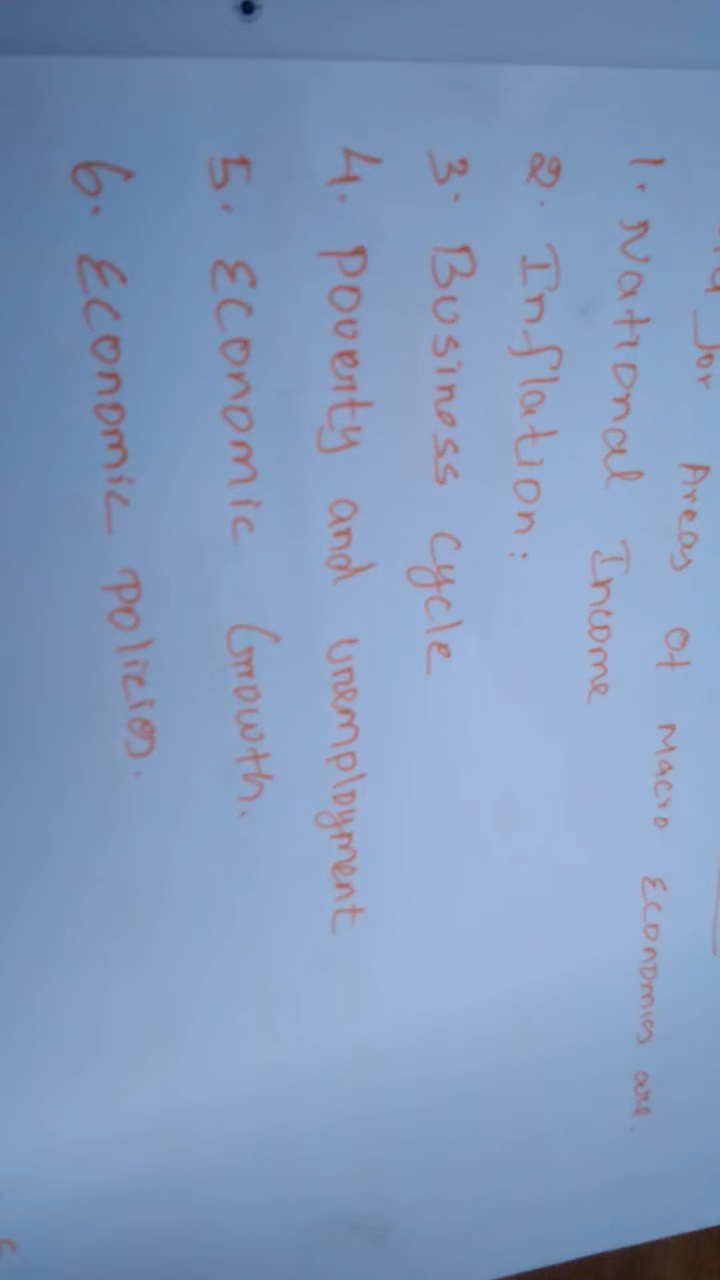 Major Areas of Macro Economics are.
1. National Income
2. Inflation:
3. Business cycle
4. Poverty and Unemployment
5. Economic Growth.
6. Economic policies.